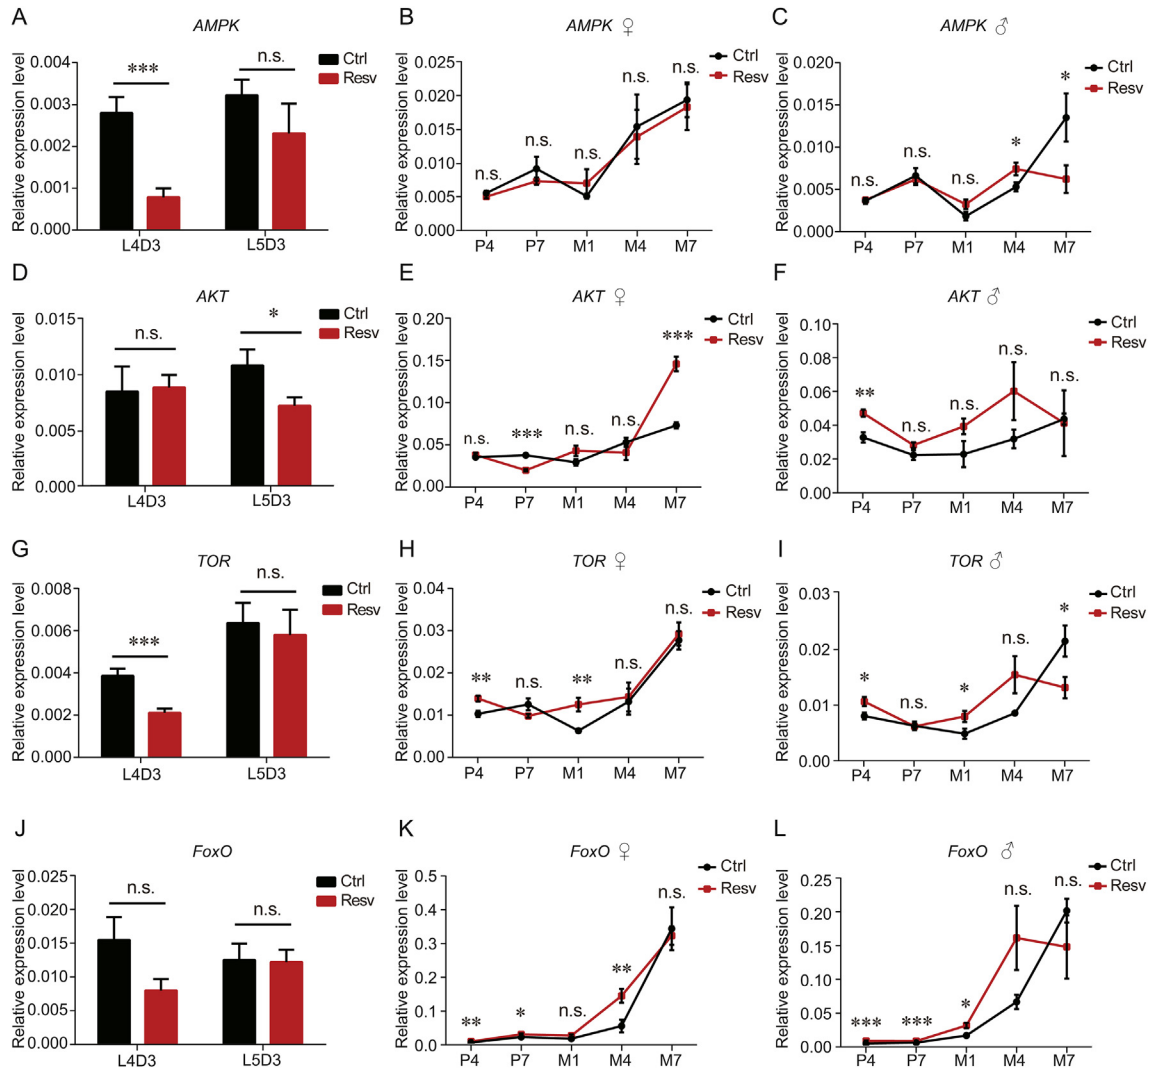 A
AMPK
Relative expression level
0.004
0.003
0.002
0.001
0.000
***
n.s.
Ctrl
Resv
L4D3
L5D3
B
AMPK ♀
Relative expression level
0.025
0.020
0.015
0.010
0.005
0.000
n.s.
n.s.
n.s.
n.s.
n.s.
Ctrl
Resv
P4
P7
M1
M4
M7
C
AMPK ♂
Relative expression level
0.020
0.015
0.010
0.005
0.000
n.s.
n.s.
n.s.
*
*
Ctrl
Resv
P4
P7
M1
M4
M7
D
AKT
Relative expression level
0.015
0.010
0.005
0.000
n.s.
*
Ctrl
Resv
L4D3
L5D3
E
AKT ♀
Relative expression level
0.20
0.15
0.10
0.05
0.00
n.s.
***
n.s.
n.s.
***
Ctrl
Resv
P4
P7
M1
M4
M7
F
AKT ♂
Relative expression level
0.10
0.08
0.06
0.04
0.02
0.00
**
n.s.
n.s.
n.s.
n.s.
Ctrl
Resv
P4
P7
M1
M4
M7
G
TOR
Relative expression level
0.008
0.006
0.004
0.002
0.000
***
n.s.
Ctrl
Resv
L4D3
L5D3
H
TOR ♀
Relative expression level
0.04
0.03
0.02
0.01
0.00
**
n.s.
**
n.s.
n.s.
Ctrl
Resv
P4
P7
M1
M4
M7
I
TOR ♂
Relative expression level
0.03
0.02
0.01
0.00
*
n.s.
*
n.s.
*
Ctrl
Resv
P4
P7
M1
M4
M7
J
FoxO
Relative expression level
0.025
0.020
0.015
0.010
0.005
0.000
n.s.
n.s.
Ctrl
Resv
L4D3
L5D3
K
FoxO ♀
Relative expression level
0.5
0.4
0.3
0.2
0.1
0.0
**
*
n.s.
**
n.s.
Ctrl
Resv
P4
P7
M1
M4
M7
L
FoxO ♂
Relative expression level
0.25
0.20
0.15
0.10
0.05
0.00
***
***
*
n.s.
n.s.
Ctrl
Resv
P4
P7
M1
M4
M7